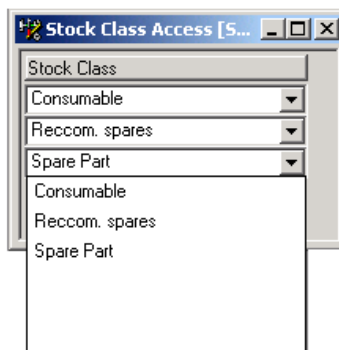 Stock Class Access [S...
Stock Class
Consumable
Reccom. spares
Spare Part
Consumable
Reccom. spares
Spare Part